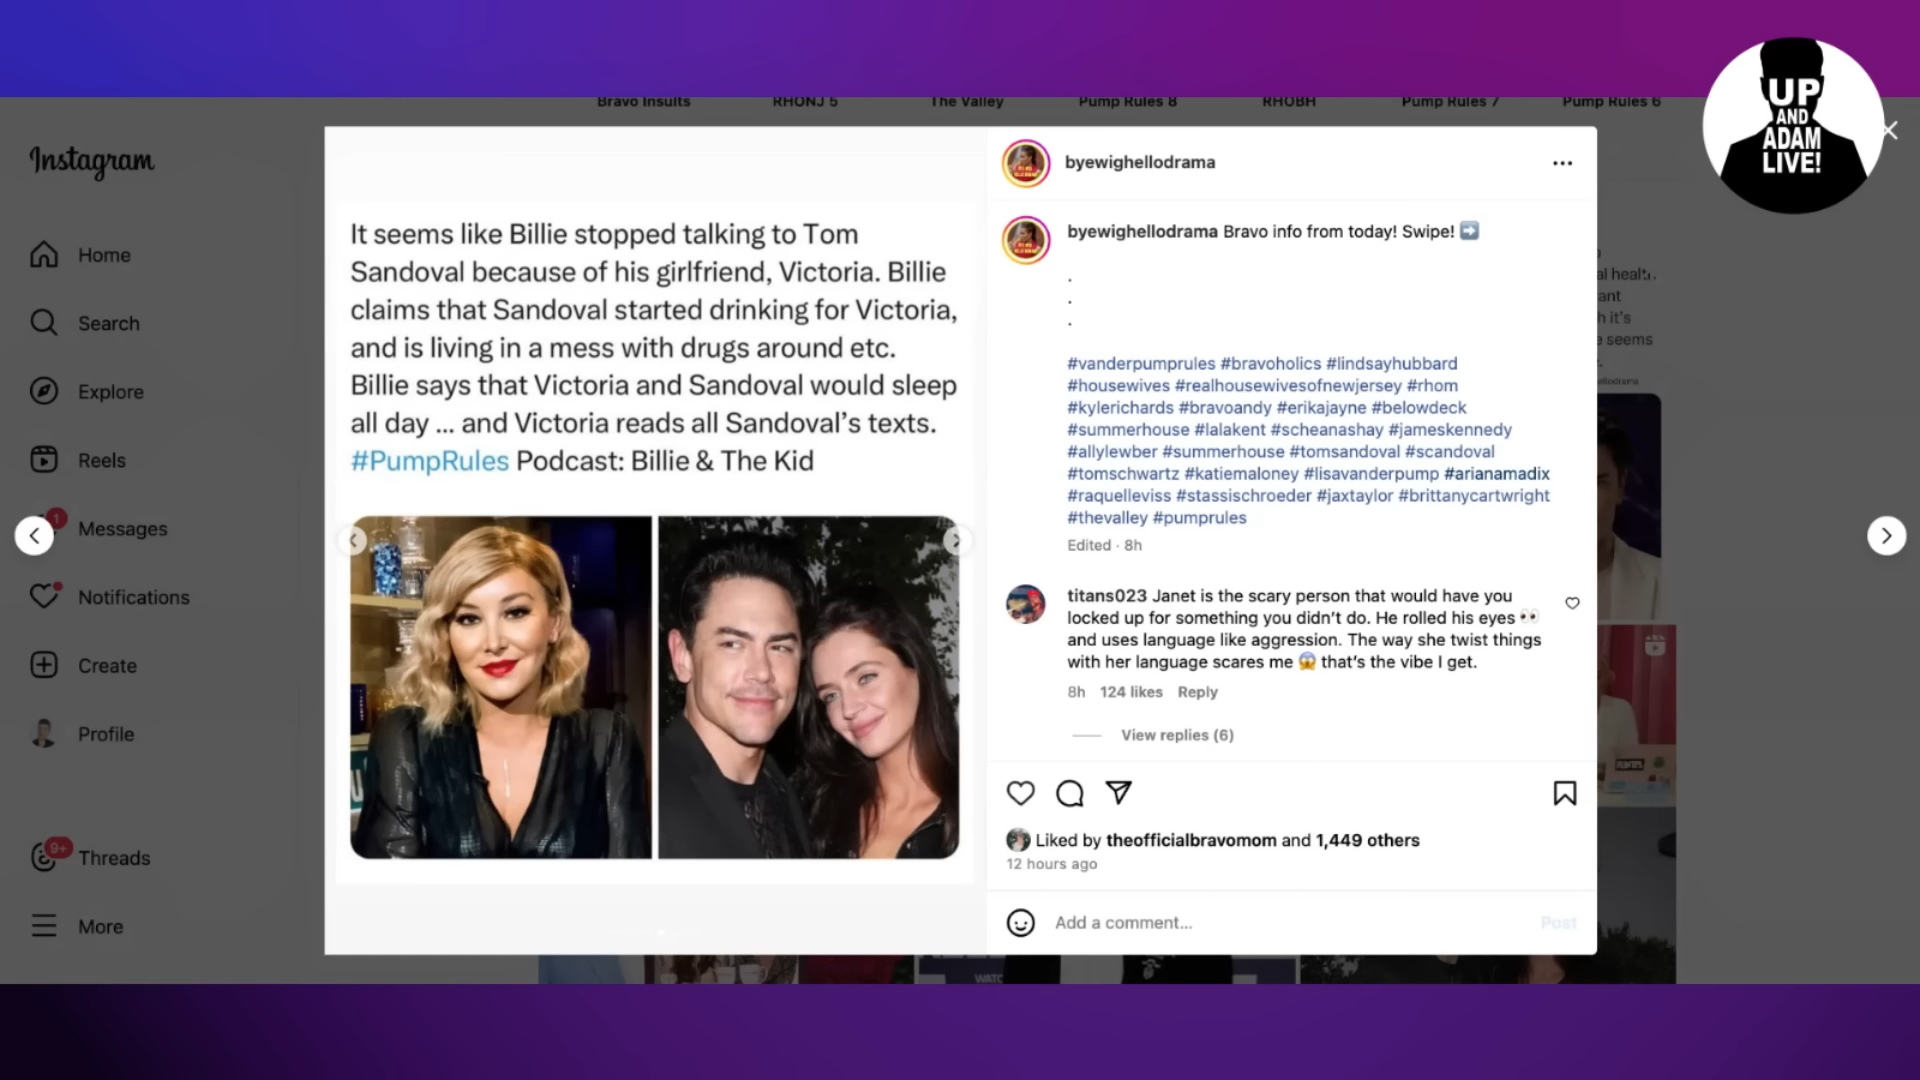 Bravo Insults
RHONJ 5
The Valley
Pump Rules 8
RHOBH
Pump Rules 7
Pump Rules 6
UP
AND
ADAM
LIVE!
Instagram
Home
Search
Explore
Reels
1
Messages
Notifications
Create
Profile
9+
Threads
More
It seems like Billie stopped talking to Tom
Sandoval because of his girlfriend, Victoria. Billie
claims that Sandoval started drinking for Victoria,
and is living in a mess with drugs around etc.
Billie says that Victoria and Sandoval would sleep
all day ... and Victoria reads all Sandoval's texts.
#PumpRules Podcast: Billie & The Kid
byewighellodrama
byewighellodrama Bravo info from today! Swipe! ➡️
.
.
.
#vanderpumprules #bravoholics #lindsayhubbard
#housewives #realhousewivesofnewjersey #rhom
#kylerichards #bravoandy #erikajayne #belowdeck
#summerhouse #lalakent #scheanashay #jameskennedy
#allylewber #summerhouse #tomsandoval #scandoval
#tomschwartz #katiemaloney #lisavanderpump #arianamadix
#raquelleviss #stassischroeder #jaxtaylor #brittanycartwright
#thevalley #pumprules
Edited · 8h
titans023 Janet is the scary person that would have you
locked up for something you didn't do. He rolled his eyes 👀
and uses language like aggression. The way she twist things
with her language scares me 😱 that's the vibe I get.
8h 124 likes Reply
View replies (6)
Liked by theofficialbravomom and 1,449 others
12 hours ago
Add a comment...
Post
al health.
ant
h it's
e seems